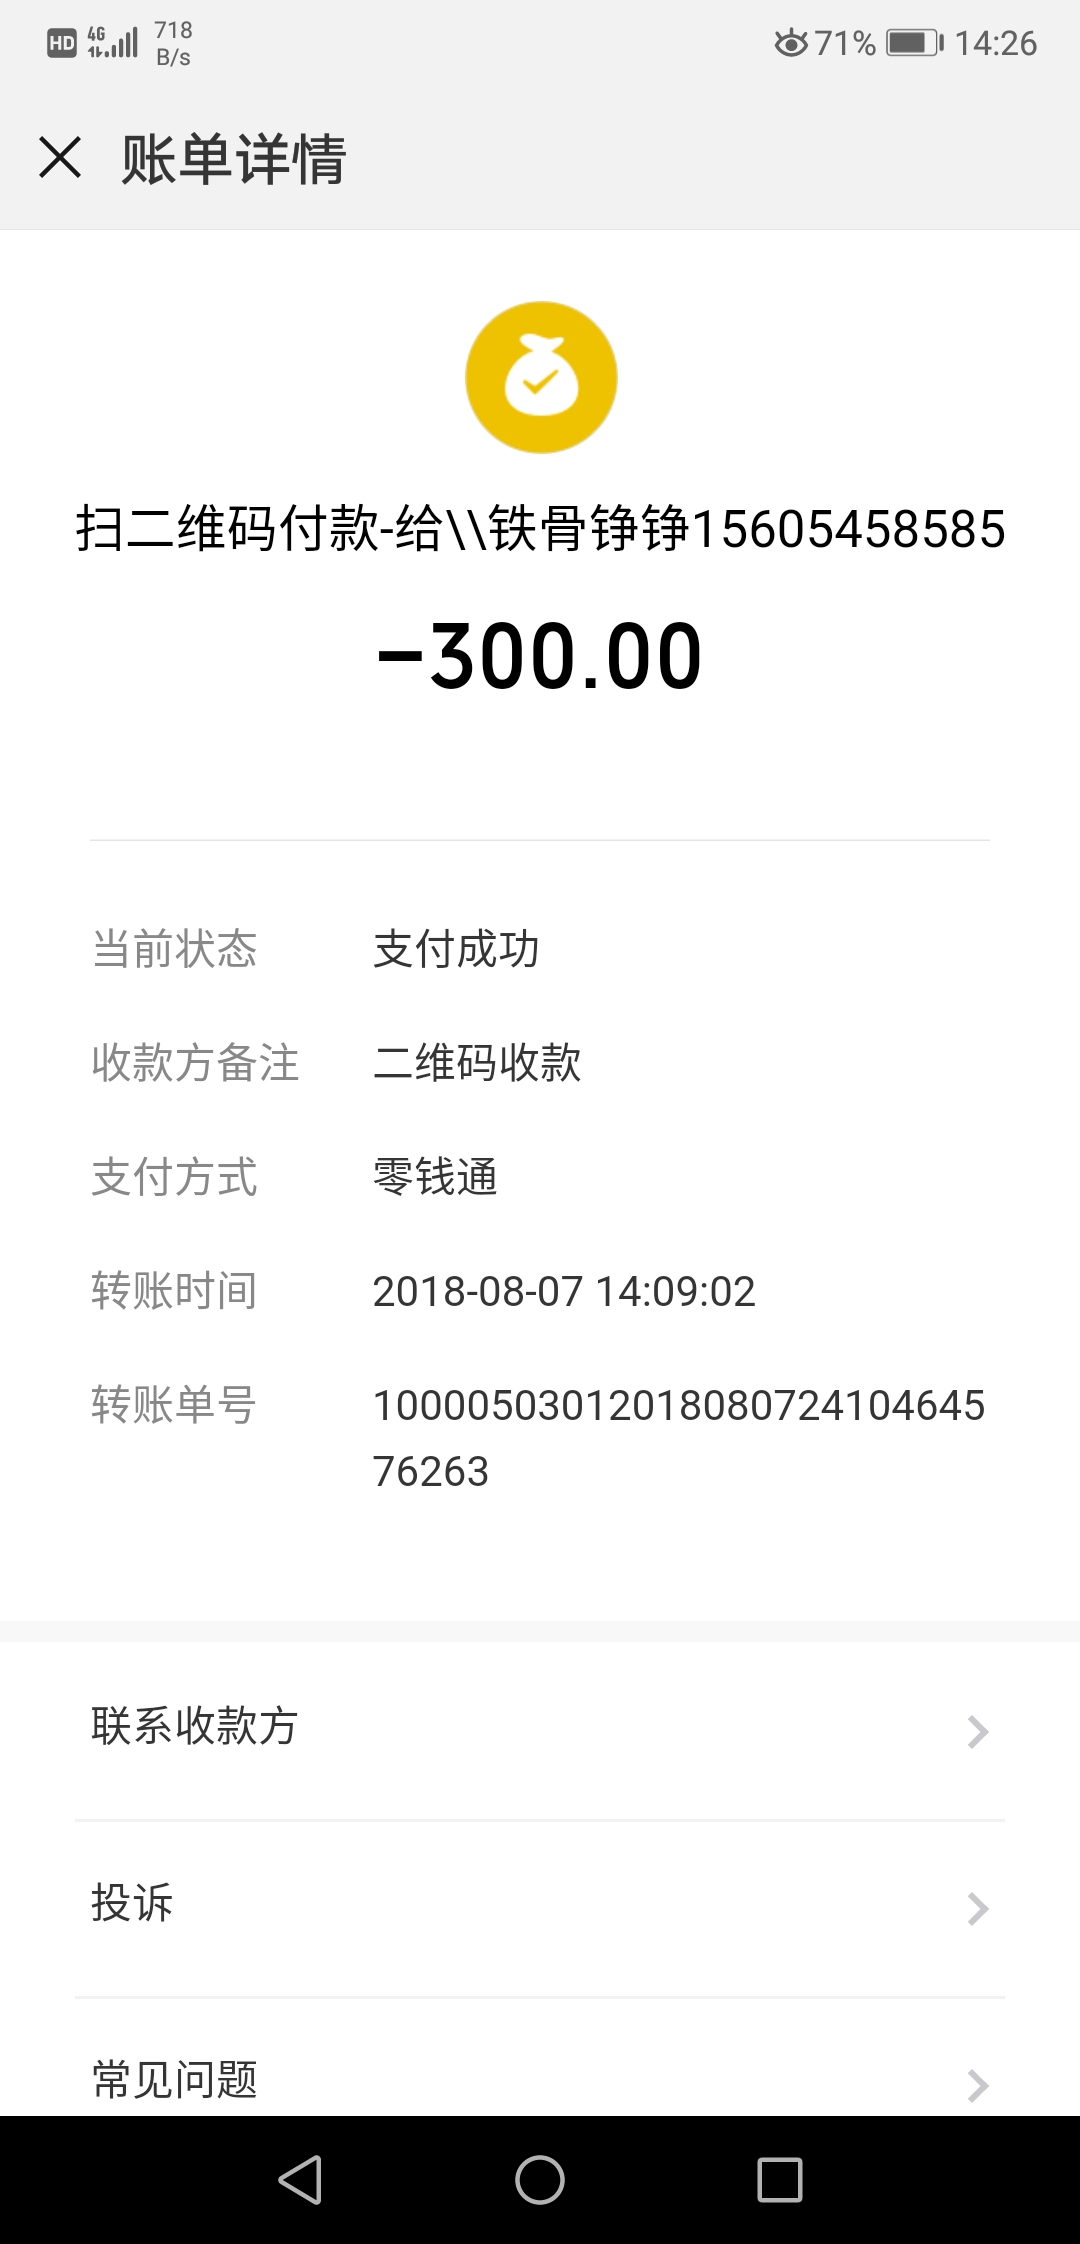 HD 4G 718 B/s 71% 14:26
账单详情
扫二维码付款-给\\铁骨铮铮15605458585
-300.00
当前状态 支付成功
收款方备注 二维码收款
支付方式 零钱通
转账时间 2018-08-07 14:09:02
转账单号 10000503012018080724104645
76263
联系收款方
投诉
常见问题